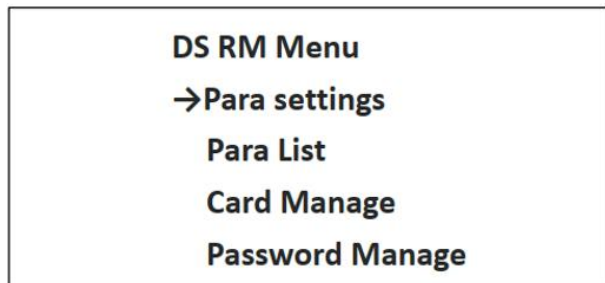 DS RM Menu
→Para settings
Para List
Card Manage
Password Manage